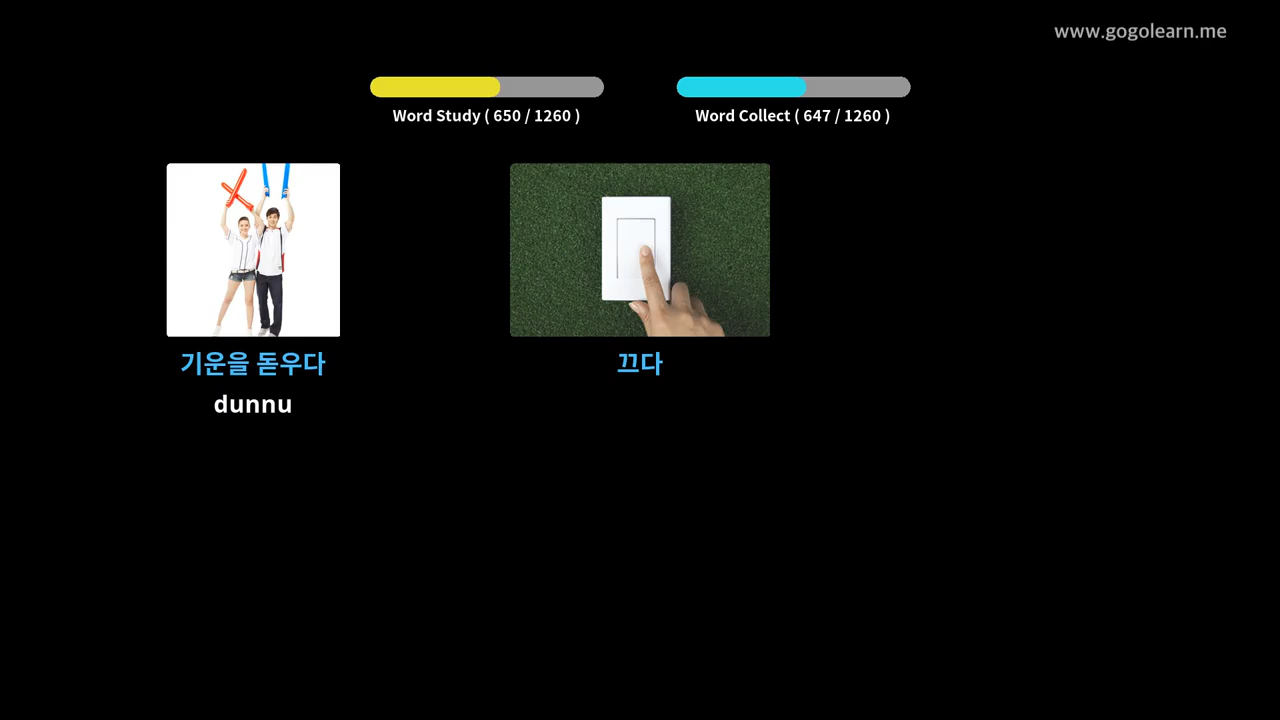 www.gogolearn.me
Word Study ( 650 / 1260 )
Word Collect ( 647 / 1260 )
기운을 돋우다
끄다
dunnu